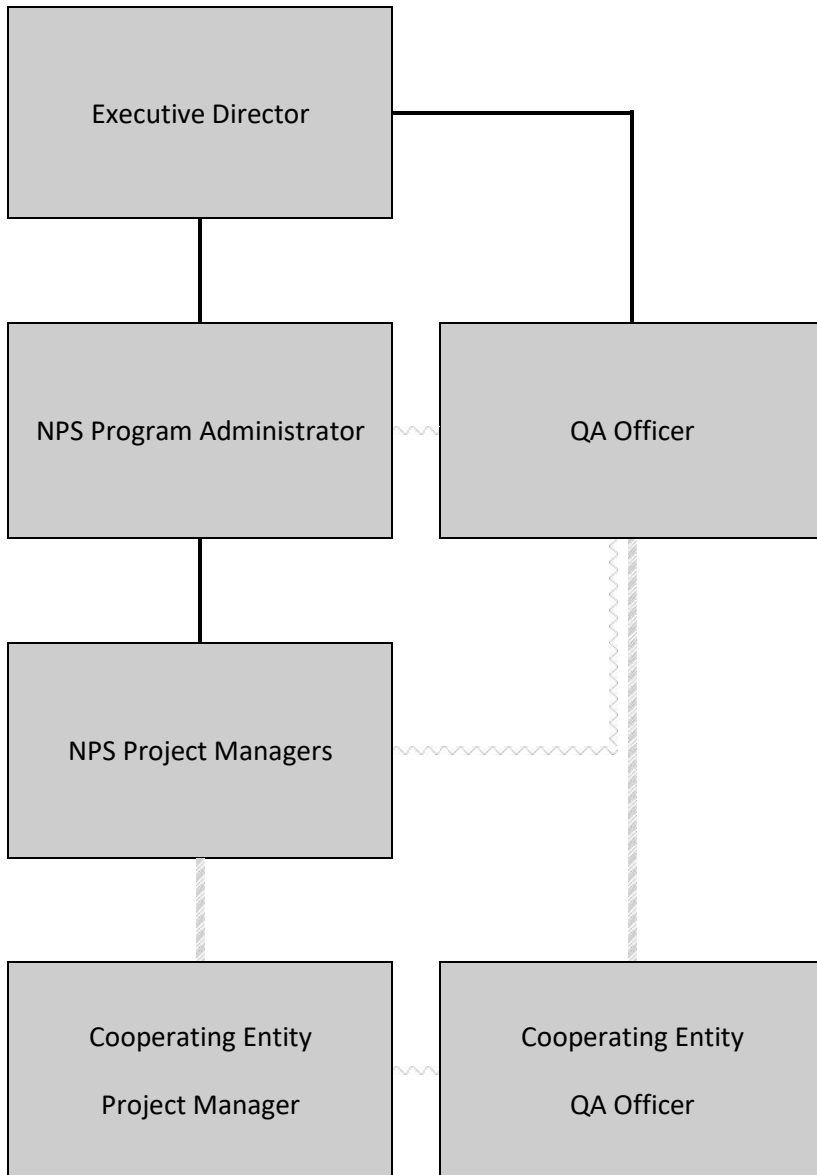 Executive Director
NPS Program Administrator
QA Officer
NPS Project Managers
Cooperating Entity
Project Manager
Cooperating Entity
QA Officer